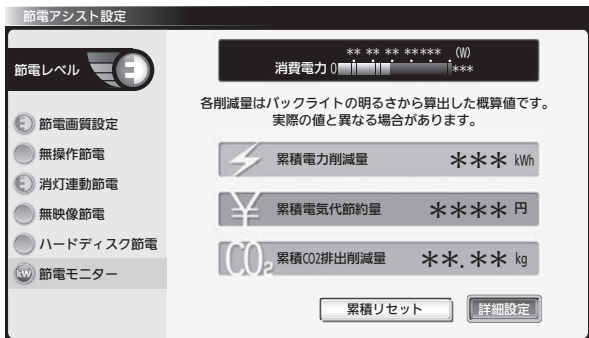 節電アシスト設定
節電レベル
E
** ** ** ***** (W)
消費電力 0 ***
各削減量はバックライトの明るさから算出した概算値です。
実際の値と異なる場合があります。
E 節電画質設定
無操作節電
E 消灯連動節電
無映像節電
ハードディスク節電
kW 節電モニター
累積電力削減量 *** kWh
¥ 累積電気代節約量 **** 円
CO2 累積CO2排出削減量 **.** kg
累積リセット
詳細設定